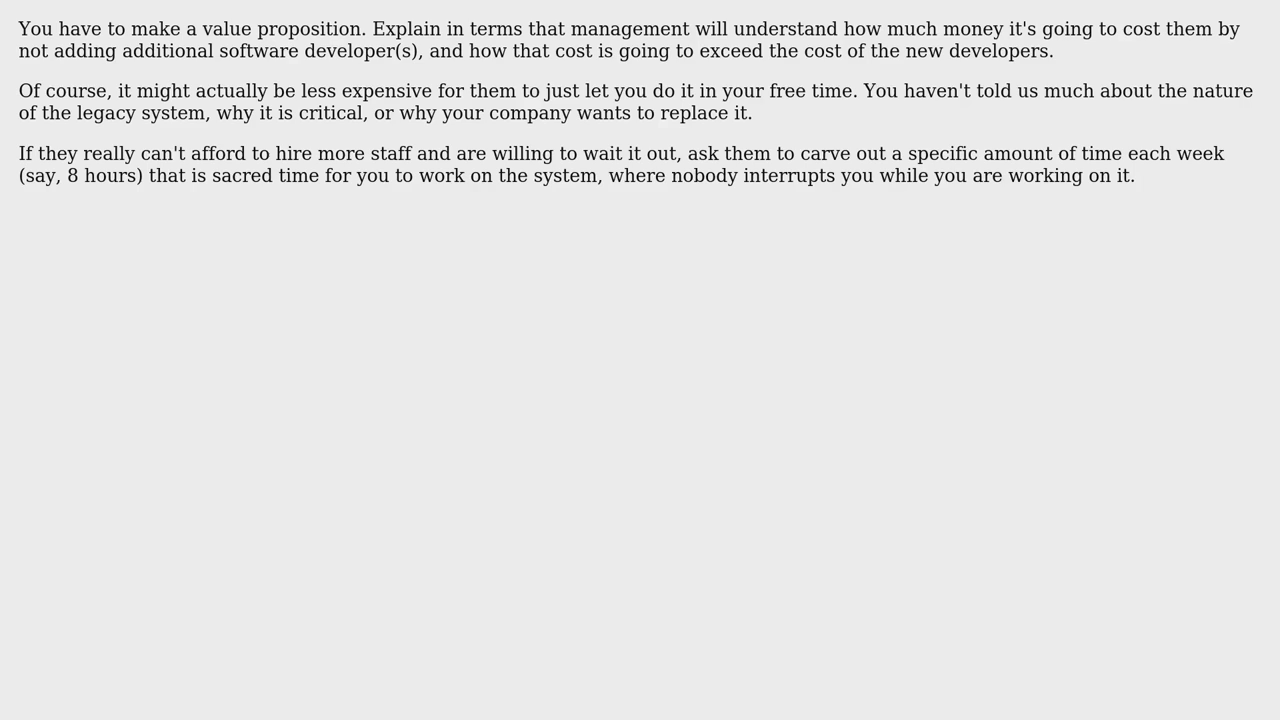 You have to make a value proposition. Explain in terms that management will understand how much money it's going to cost them by
not adding additional software developer(s), and how that cost is going to exceed the cost of the new developers.
Of course, it might actually be less expensive for them to just let you do it in your free time. You haven't told us much about the nature
of the legacy system, why it is critical, or why your company wants to replace it.
If they really can't afford to hire more staff and are willing to wait it out, ask them to carve out a specific amount of time each week
(say, 8 hours) that is sacred time for you to work on the system, where nobody interrupts you while you are working on it.